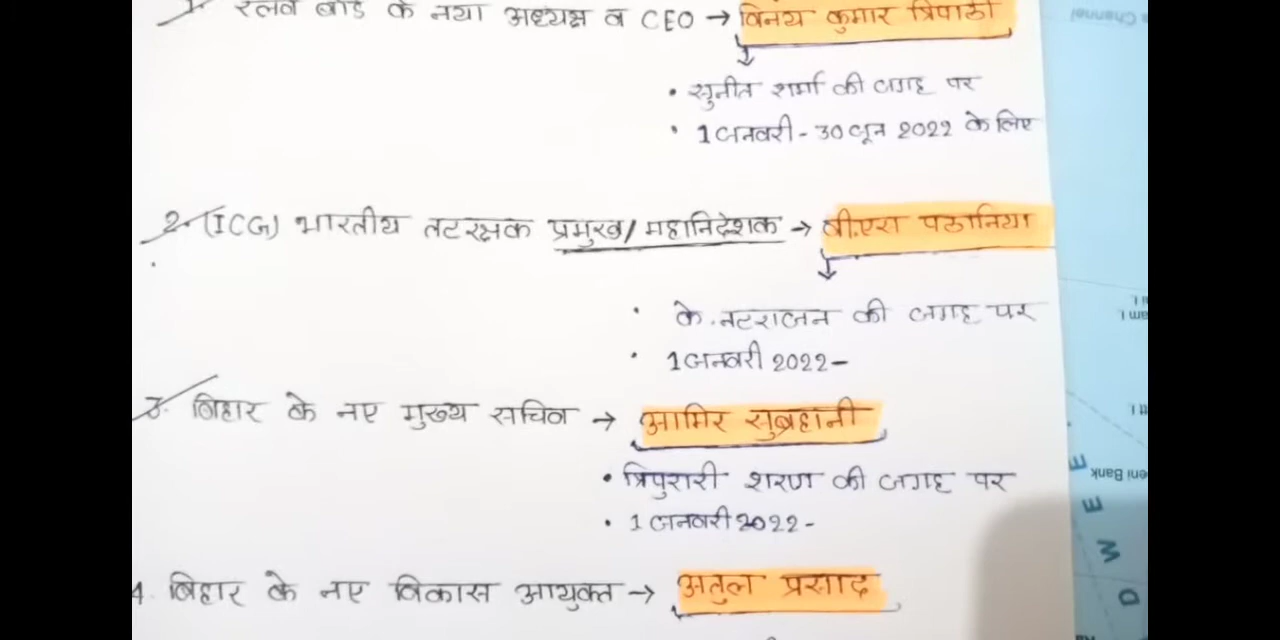 1. रेलवे बोर्ड के नया अध्यक्ष व CEO → विनय कुमार त्रिपाठी
• सुनीत शर्मा की जगह पर
• 1 जनवरी - 30 जून 2022 के लिए
2. (ICG) भारतीय तटरक्षक प्रमुख/महानिदेशक → वी.एस पठानिया
• के. नटराजन की जगह पर
• 1 जनवरी 2022 -
3. बिहार के नए मुख्य सचिव → आमिर सुब्रहानी
• त्रिपुरारी शरण की जगह पर
• 1 जनवरी 2022 -
4. बिहार के नए विकास आयुक्त → अतुल प्रसाद
Channel